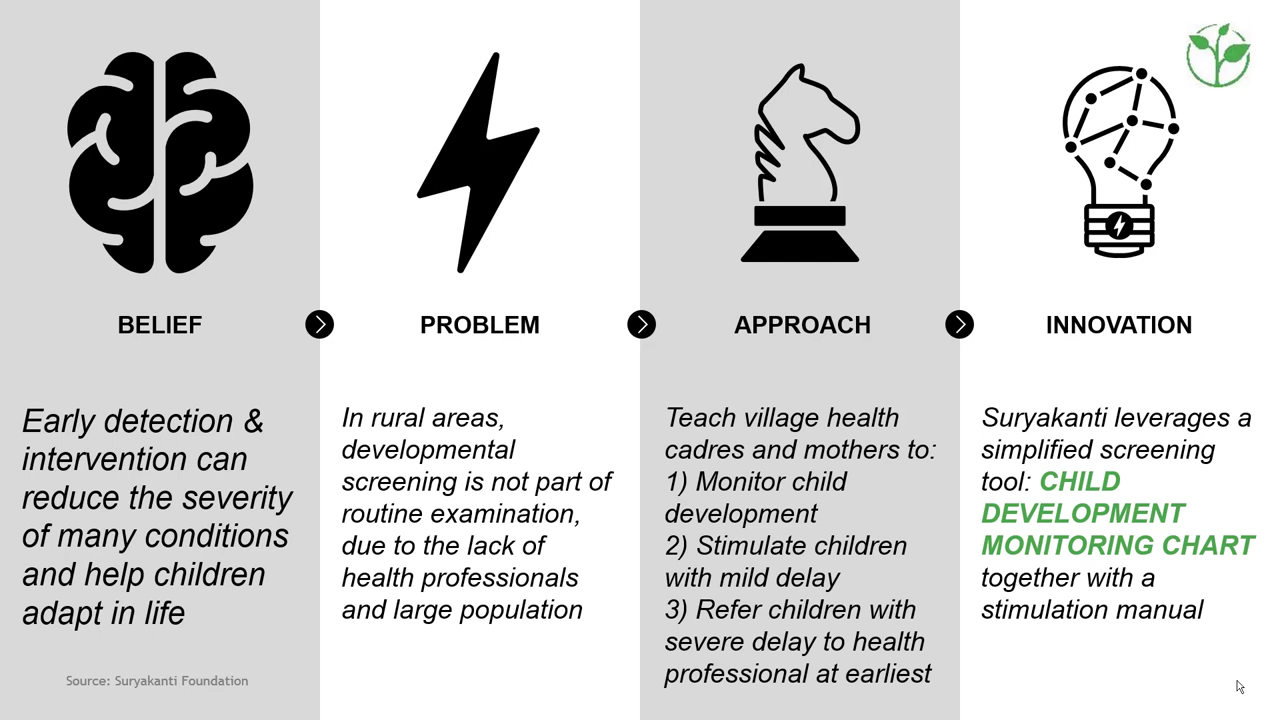 BELIEF
PROBLEM
APPROACH
INNOVATION
Early detection &
intervention can
reduce the severity
of many conditions
and help children
adapt in life
In rural areas,
developmental
screening is not part of
routine examination,
due to the lack of
health professionals
and large population
Teach village health
cadres and mothers to:
1) Monitor child
development
2) Stimulate children
with mild delay
3) Refer children with
severe delay to health
professional at earliest
Suryakanti leverages a
simplified screening
tool: CHILD
DEVELOPMENT
MONITORING CHART
together with a
stimulation manual
Source: Suryakanti Foundation